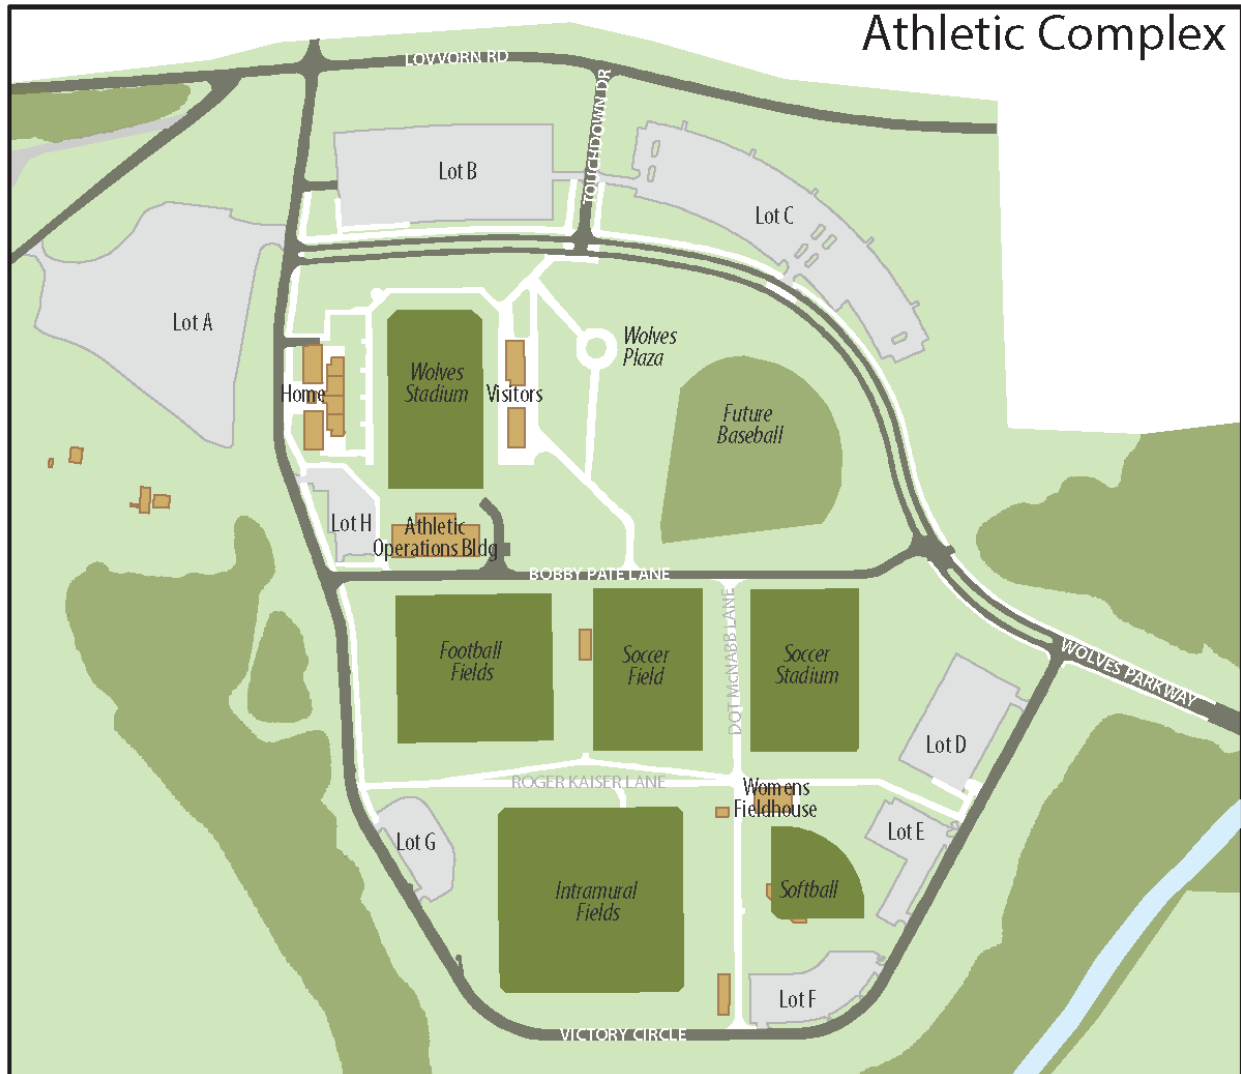 Athletic Complex
LOVVORN RD
TOUCHDOWN DR
Lot B
Lot C
Lot A
Wolves
Plaza
Wolves
Stadium
Home
Visitors
Future
Baseball
Lot H
Athletic
Operations Bldg
BOBBY PATE LANE
DOT McNABB LANE
WOLVES PARKWAY
Football
Fields
Soccer
Field
Soccer
Stadium
Lot D
ROGER KAISER LANE
Womens
Fieldhouse
Lot G
Lot E
Intramural
Fields
Softball
Lot F
VICTORY CIRCLE